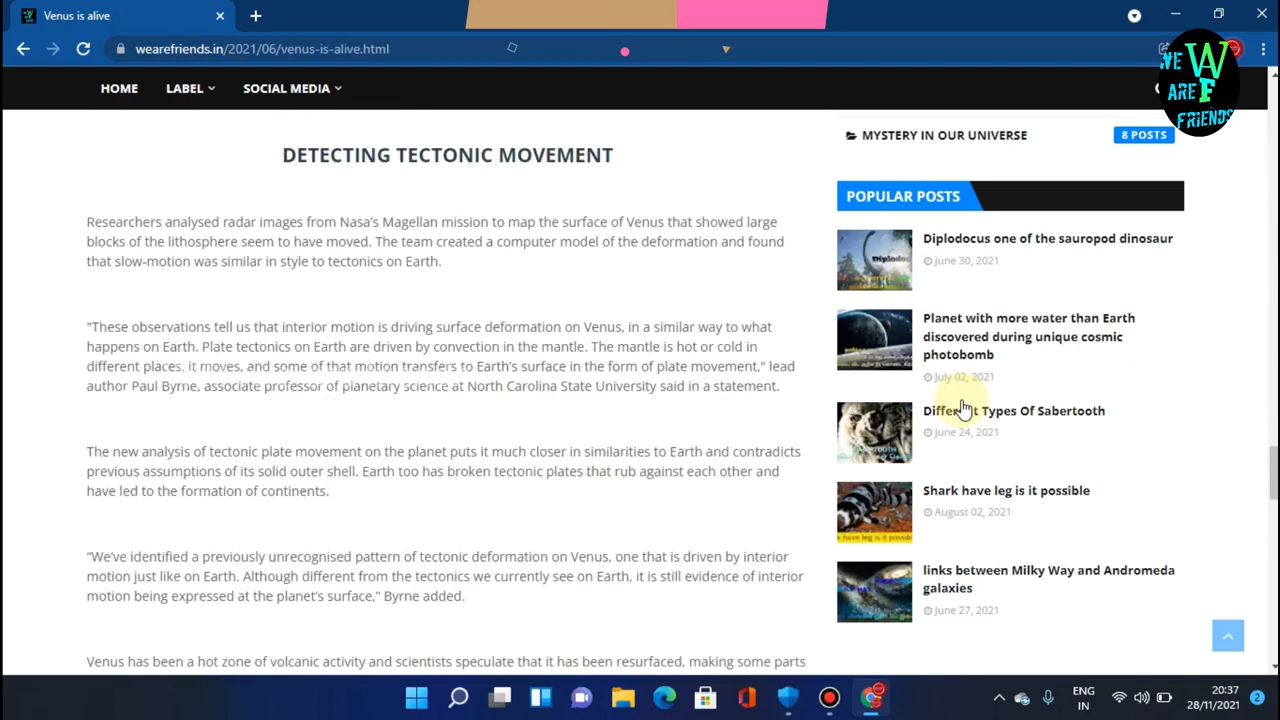 Venus is alive
wearefriends.in/2021/06/venus-is-alive.html
WE ARE FRIENDS
HOME
LABEL
SOCIAL MEDIA
DETECTING TECTONIC MOVEMENT
Researchers analysed radar images from Nasa's Magellan mission to map the surface of Venus that showed large
blocks of the lithosphere seem to have moved. The team created a computer model of the deformation and found
that slow-motion was similar in style to tectonics on Earth.
"These observations tell us that interior motion is driving surface deformation on Venus, in a similar way to what
happens on Earth. Plate tectonics on Earth are driven by convection in the mantle. The mantle is hot or cold in
different places, it moves, and some of that motion transfers to Earth's surface in the form of plate movement," lead
author Paul Byrne, associate professor of planetary science at North Carolina State University said in a statement.
The new analysis of tectonic plate movement on the planet puts it much closer in similarities to Earth and contradicts
previous assumptions of its solid outer shell. Earth too has broken tectonic plates that rub against each other and
have led to the formation of continents.
“We've identified a previously unrecognised pattern of tectonic deformation on Venus, one that is driven by interior
motion just like on Earth. Although different from the tectonics we currently see on Earth, it is still evidence of interior
motion being expressed at the planet's surface,” Byrne added.
Venus has been a hot zone of volcanic activity and scientists speculate that it has been resurfaced, making some parts
MYSTERY IN OUR UNIVERSE
8 POSTS
POPULAR POSTS
Diplodocus one of the sauropod dinosaur
June 30, 2021
Planet with more water than Earth
discovered during unique cosmic
photobomb
July 02, 2021
Different Types Of Sabertooth
June 24, 2021
Shark have leg is it possible
August 02, 2021
links between Milky Way and Andromeda
galaxies
June 27, 2021
ENG
IN
20:37
28/11/2021
2